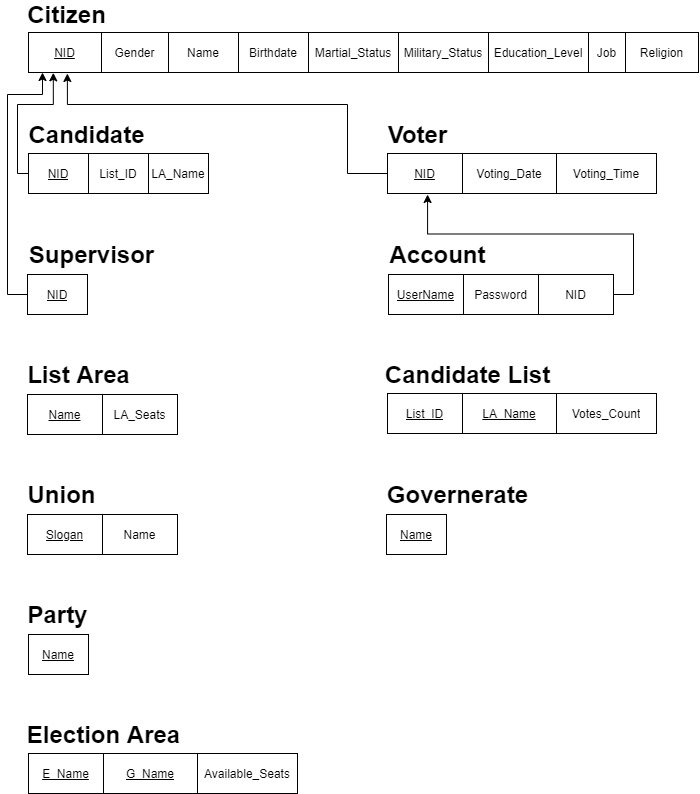 Citizen
NID Gender Name Birthdate Martial_Status Military_Status Education_Level Job Religion
Candidate
NID List_ID LA_Name
Voter
NID Voting_Date Voting_Time
Supervisor
NID
Account
UserName Password NID
List Area
Name LA_Seats
Candidate List
List_ID LA_Name Votes_Count
Union
Slogan Name
Governerate
Name
Party
Name
Election Area
E_Name G_Name Available_Seats